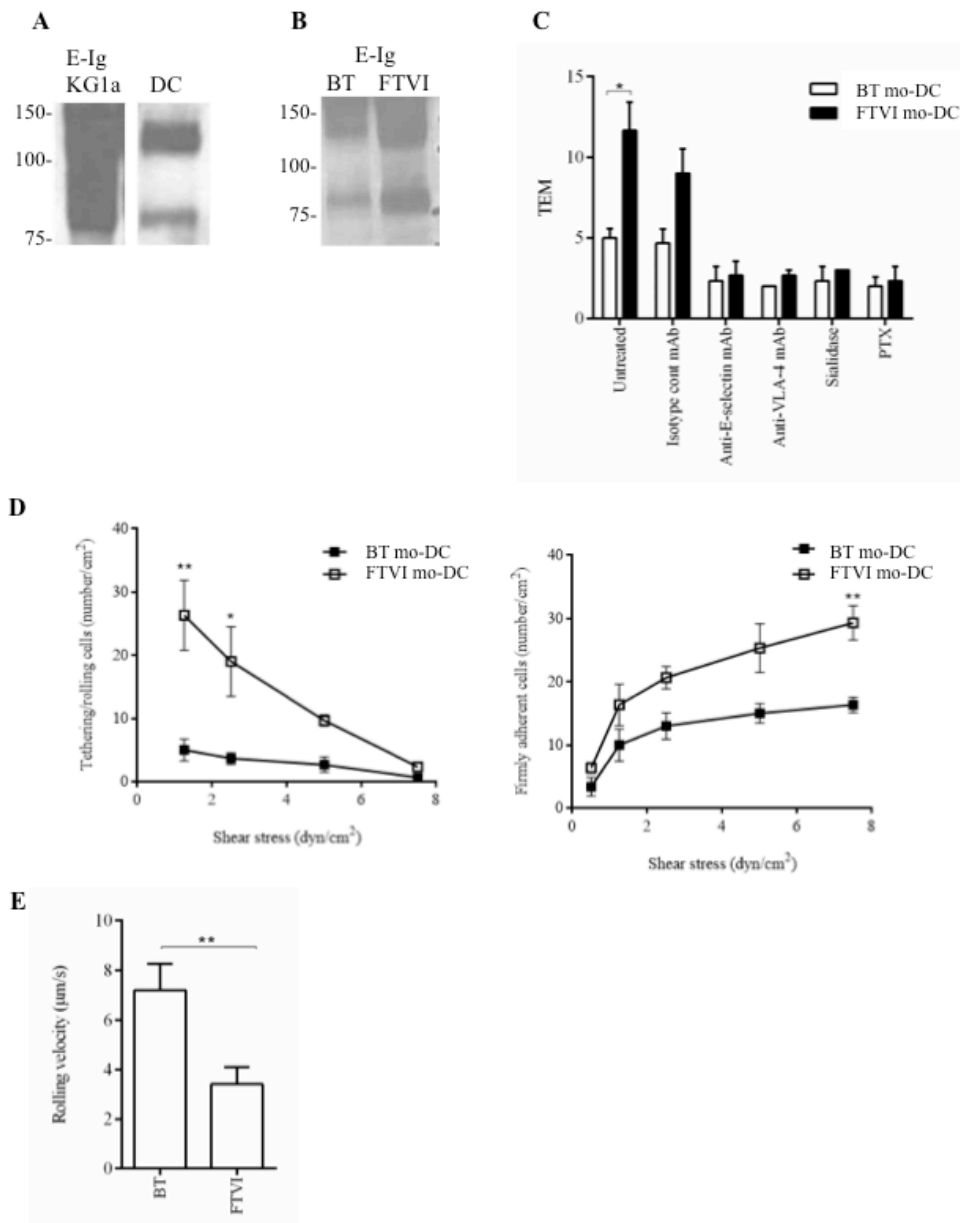 A
E-Ig
KG1a DC
150-
100-
75-
B
E-Ig
BT FTVI
150-
100-
75-
C
15
10
5
0
TEM
BT mo-DC
FTVI mo-DC
*
Untreated
Isotype cont mAb
Anti-E-selectin mAb
Anti-VLA-4 mAb
Sialidase
PTX
D
40
30
20
10
0
Tethering/rolling cells (number/cm²)
BT mo-DC
FTVI mo-DC
**
*
0 2 4 6 8
Shear stress (dyn/cm²)
40
30
20
10
0
Firmly adherent cells (number/cm²)
BT mo-DC
FTVI mo-DC
**
0 2 4 6 8
Shear stress (dyn/cm²)
E
10
8
6
4
2
0
Rolling velocity (µm/s)
**
BT
FTVI